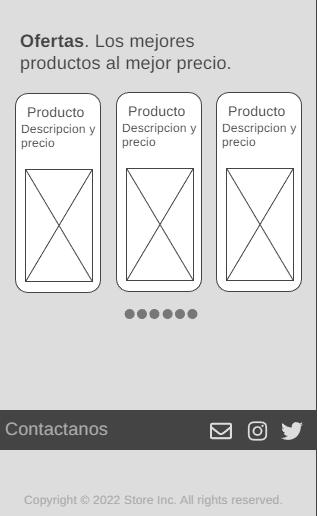 Ofertas. Los mejores
productos al mejor precio.
Producto
Descripcion y
precio
Producto
Descripcion y
precio
Producto
Descripcion y
precio
Contactanos
Copyright © 2022 Store Inc. All rights reserved.